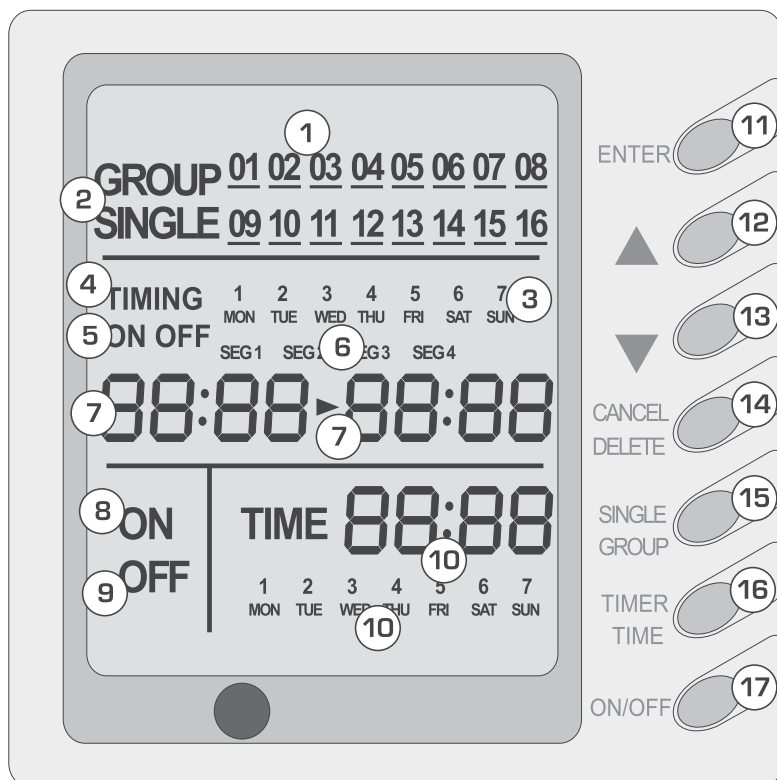 1
GROUP 01 02 03 04 05 06 07 08
2
SINGLE 09 10 11 12 13 14 15 16
4 TIMING 1 2 3 4 5 6 7 3
MON TUE WED THU FRI SAT SUN
5 ON OFF
SEG1 SEG2 6 SEG3 SEG4
7 88:88 ► 88:88
7
8 ON TIME 88:88
10
9 OFF 1 2 3 4 5 6 7
MON TUE WED THU FRI SAT SUN
10
ENTER 11
▲ 12
▼ 13
CANCEL 14
DELETE
SINGLE 15
GROUP
TIMER 16
TIME
ON/OFF 17